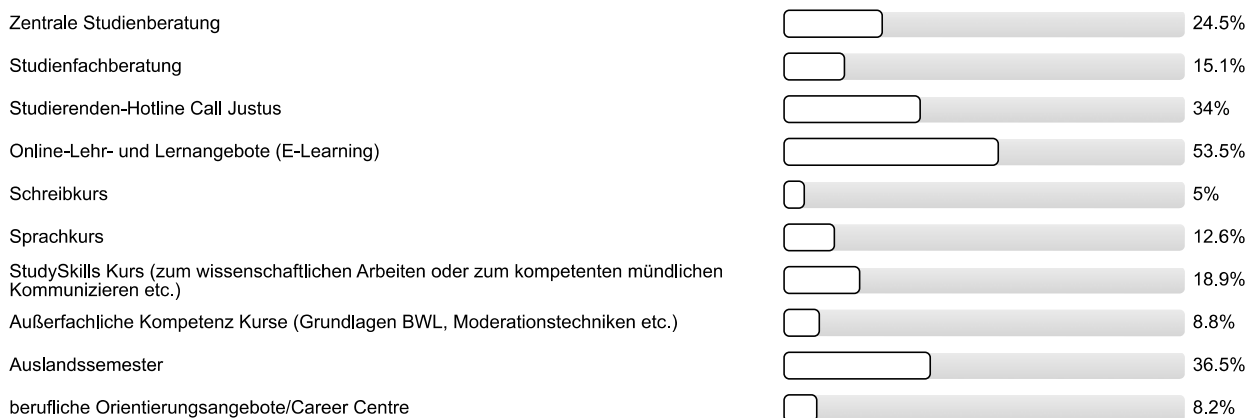 Zentrale Studienberatung 24.5%
Studienfachberatung 15.1%
Studierenden-Hotline Call Justus 34%
Online-Lehr- und Lernangebote (E-Learning) 53.5%
Schreibkurs 5%
Sprachkurs 12.6%
StudySkills Kurs (zum wissenschaftlichen Arbeiten oder zum kompetenten mündlichen
Kommunizieren etc.) 18.9%
Außerfachliche Kompetenz Kurse (Grundlagen BWL, Moderationstechniken etc.) 8.8%
Auslandssemester 36.5%
berufliche Orientierungsangebote/Career Centre 8.2%